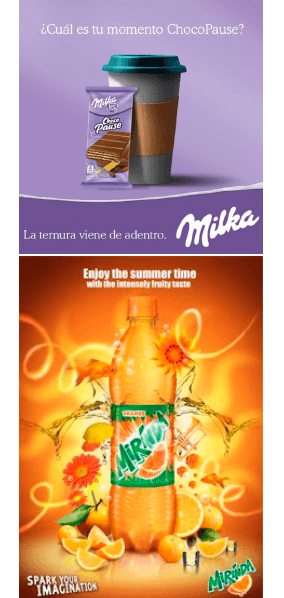 ¿Cuál es tu momento ChocoPause?
Milka
Choco
Pause
La ternura viene de adentro.
Milka
Enjoy the summer time
with the intensely fruity taste
ORANGE
MIRINDA
SPARK YOUR
IMAGINATION
MIRINDA